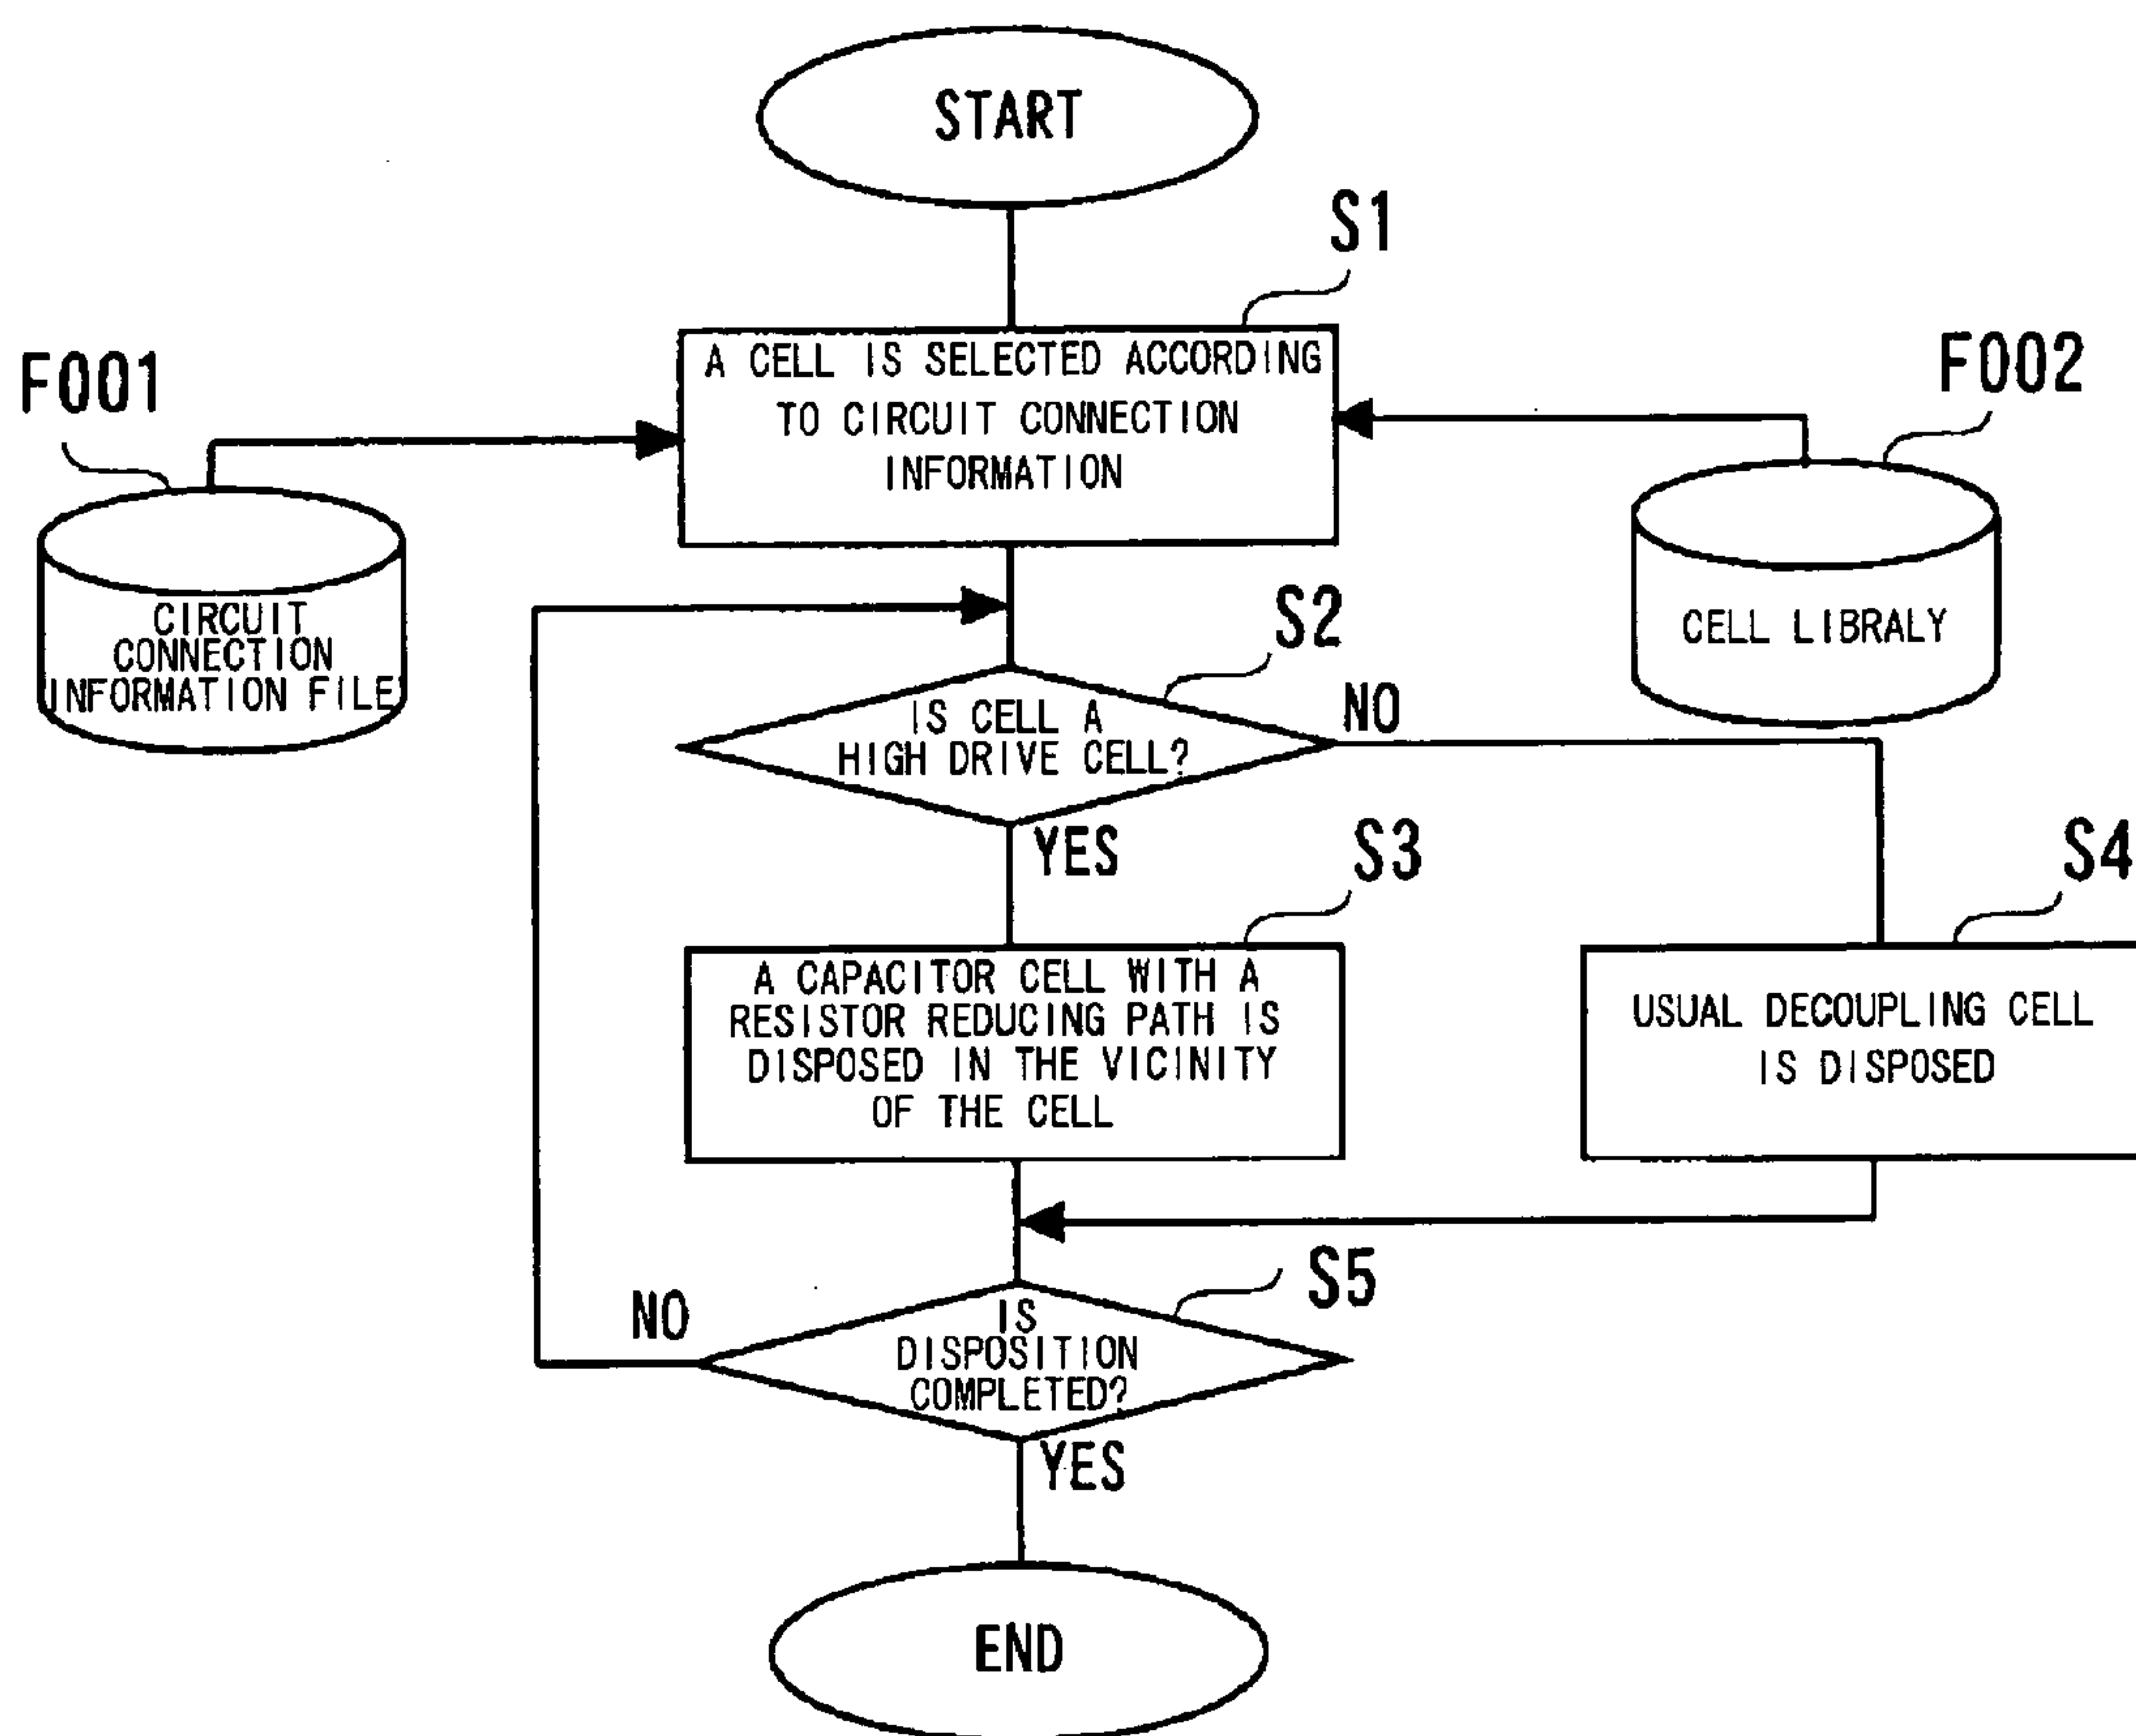 START
S1
A CELL IS SELECTED ACCORDING
TO CIRCUIT CONNECTION
INFORMATION
F001
F002
CIRCUIT
CONNECTION
INFORMATION FILE
CELL LIBRALY
S2
IS CELL A
HIGH DRIVE CELL?
NO
YES
S3
A CAPACITOR CELL WITH A
RESISTOR REDUCING PATH IS
DISPOSED IN THE VICINITY
OF THE CELL
S4
USUAL DECOUPLING CELL
IS DISPOSED
S5
IS
DISPOSITION
COMPLETED?
NO
YES
END